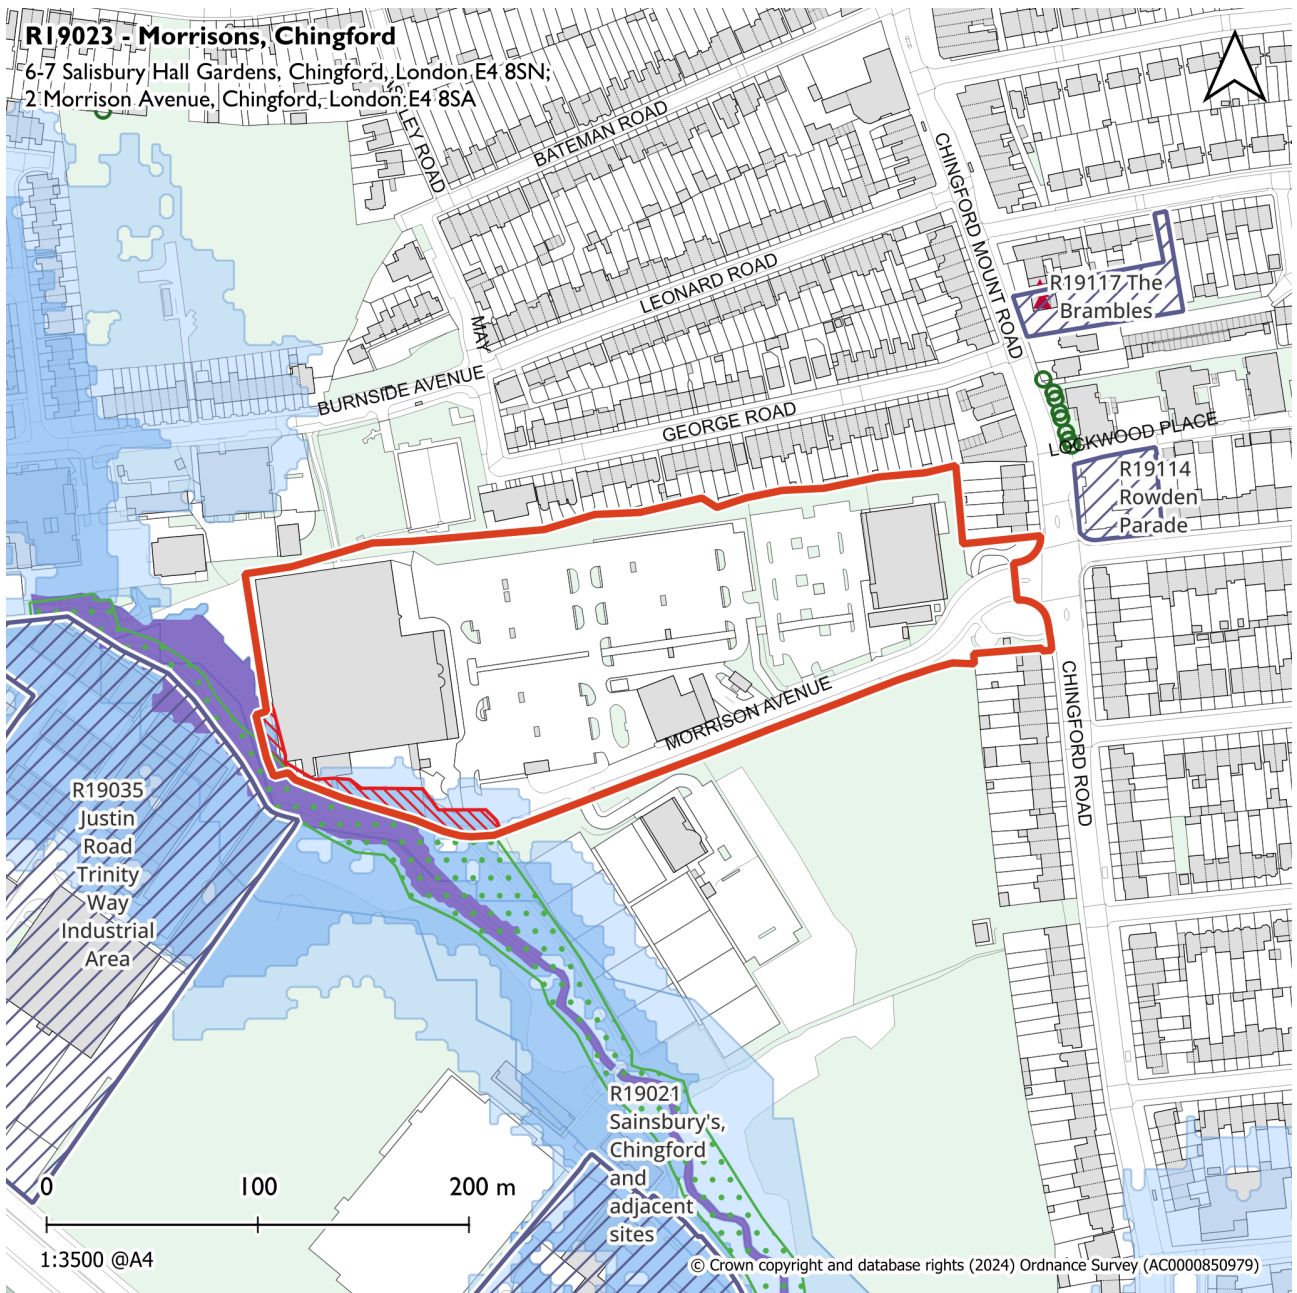 R19023 - Morrisons, Chingford
6-7 Salisbury Hall Gardens, Chingford, London E4 8SN;
2 Morrison Avenue, Chingford, London E4 8SA
LEY ROAD
BATEMAN ROAD
CHINGFORD MOUNT ROAD
LEONARD ROAD
R19117 The
Brambles
MAY
BURNSIDE AVENUE
GEORGE ROAD
LOCKWOOD PLACE
R19114
Rowden
Parade
MORRISON AVENUE
CHINGFORD ROAD
R19035
Justin
Road
Trinity
Way
Industrial
Area
R19021
Sainsbury's,
Chingford
and
adjacent
sites
0 100 200 m
1:3500 @A4
© Crown copyright and database rights (2024) Ordnance Survey (AC0000850979)